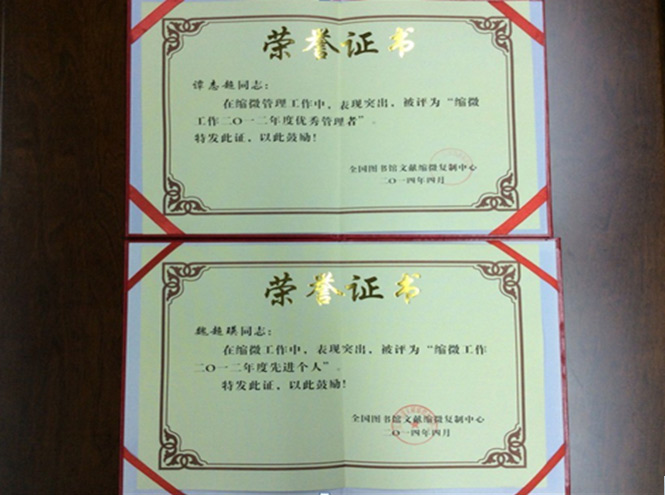 荣誉证书
谭志超同志：
在缩微管理工作中，表现突出，被评为“缩微
工作二〇一二年度优秀管理者”。
特发此证，以此鼓励！
全国图书馆文献缩微复制中心
二〇一四年四月
荣誉证书
魏超瑛同志：
在缩微工作中，表现突出，被评为“缩微工作
二〇一二年度先进个人”。
特发此证，以此鼓励！
全国图书馆文献缩微复制中心
二〇一四年四月